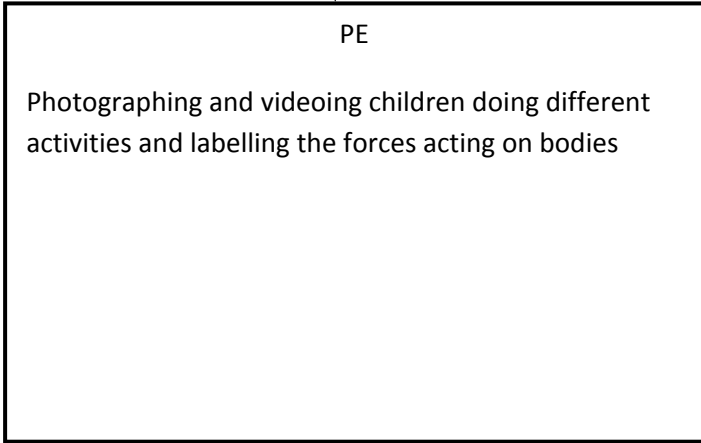 PE
Photographing and videoing children doing different
activities and labelling the forces acting on bodies